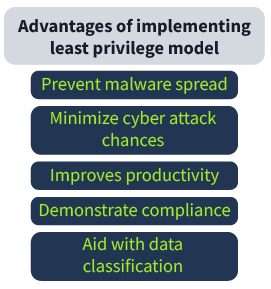 Advantages of implementing
least privilege model
Prevent malware spread
Minimize cyber attack
chances
Improves productivity
Demonstrate compliance
Aid with data
classification